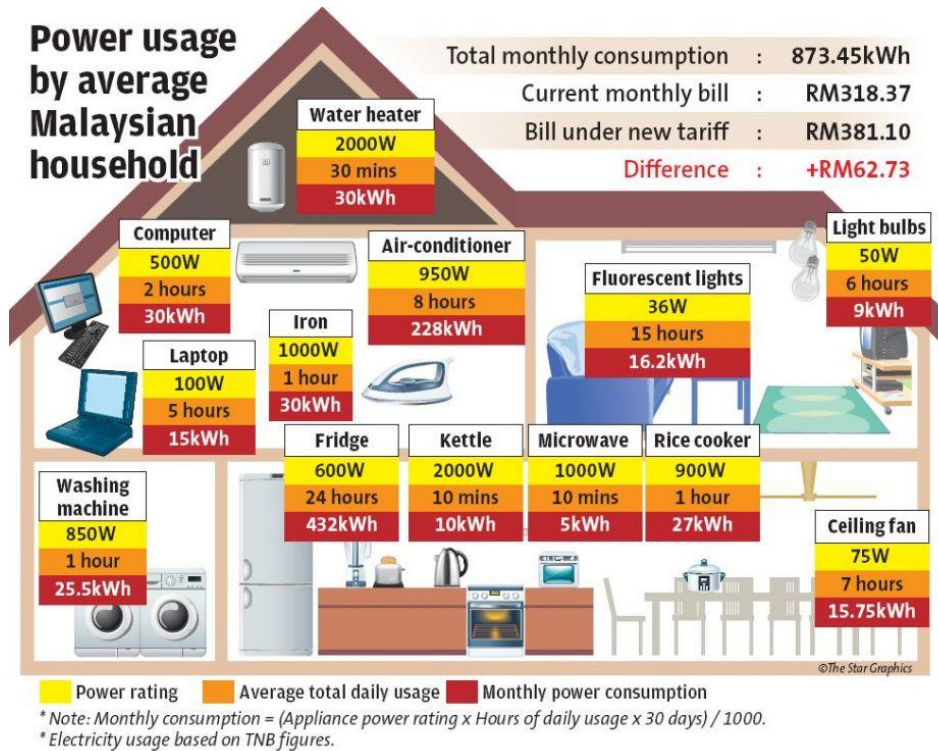 Power usage
by average
Malaysian
household
Total monthly consumption : 873.45kWh
Current monthly bill : RM318.37
Bill under new tariff : RM381.10
Difference : +RM62.73
Water heater
2000W
30 mins
30kWh
Computer
500W
2 hours
30kWh
Air-conditioner
950W
8 hours
228kWh
Light bulbs
50W
6 hours
9kWh
Fluorescent lights
36W
15 hours
16.2kWh
Iron
1000W
1 hour
30kWh
Laptop
100W
5 hours
15kWh
Fridge
600W
24 hours
432kWh
Kettle
2000W
10 mins
10kWh
Microwave
1000W
10 mins
5kWh
Rice cooker
900W
1 hour
27kWh
Washing
machine
850W
1 hour
25.5kWh
Ceiling fan
75W
7 hours
15.75kWh
©The Star Graphics
Power rating Average total daily usage Monthly power consumption
* Note: Monthly consumption = (Appliance power rating x Hours of daily usage x 30 days) / 1000.
* Electricity usage based on TNB figures.